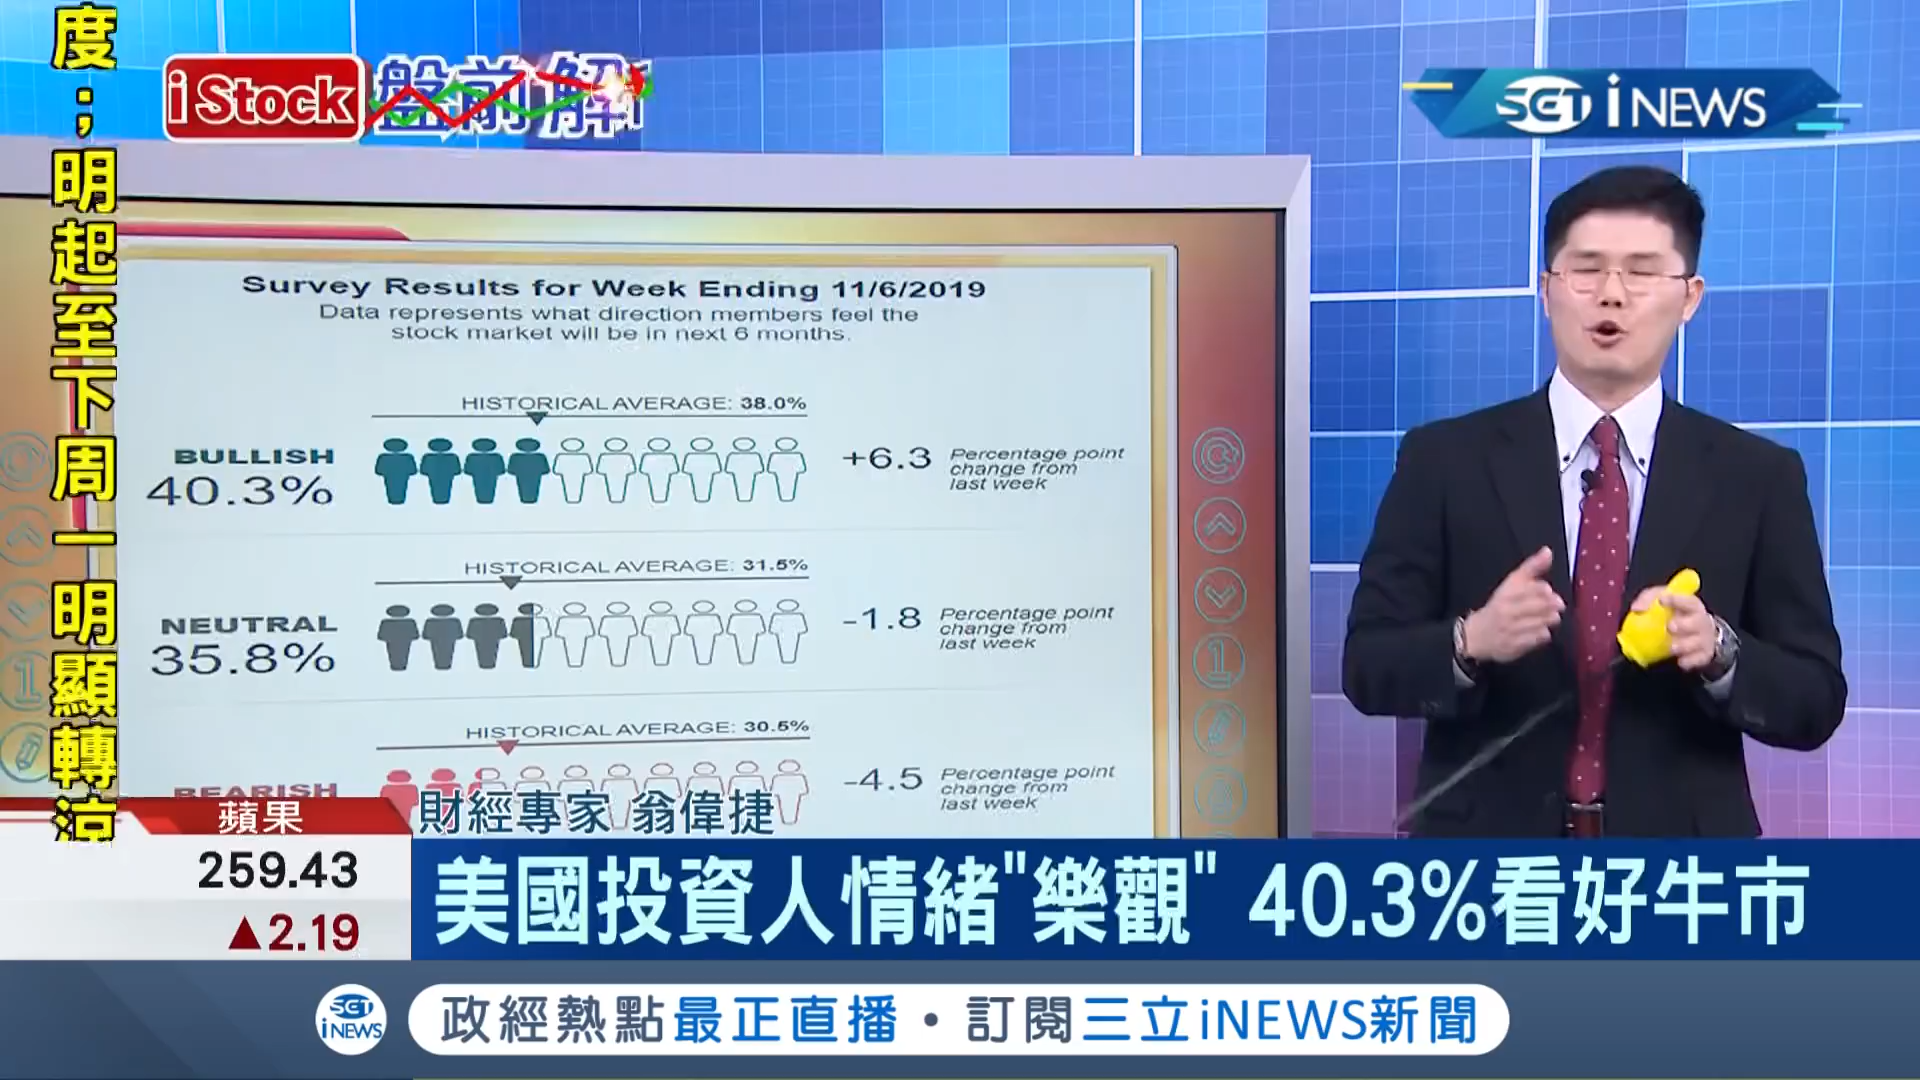 度；明起至下周一明顯轉涼
iStock
盤前解
SET iNEWS
Survey Results for Week Ending 11/6/2019
Data represents what direction members feel the
stock market will be in next 6 months.
HISTORICAL AVERAGE: 38.0%
BULLISH
40.3%
+6.3
Percentage point
change from
last week
HISTORICAL AVERAGE: 31.5%
NEUTRAL
35.8%
-1.8
Percentage point
change from
last week
HISTORICAL AVERAGE: 30.5%
BEARISH
-4.5
Percentage point
change from
last week
財經專家 翁偉捷
蘋果
259.43
▲2.19
美國投資人情緒"樂觀" 40.3%看好牛市
SET iNEWS
政經熱點最正直播・訂閱三立iNEWS新聞